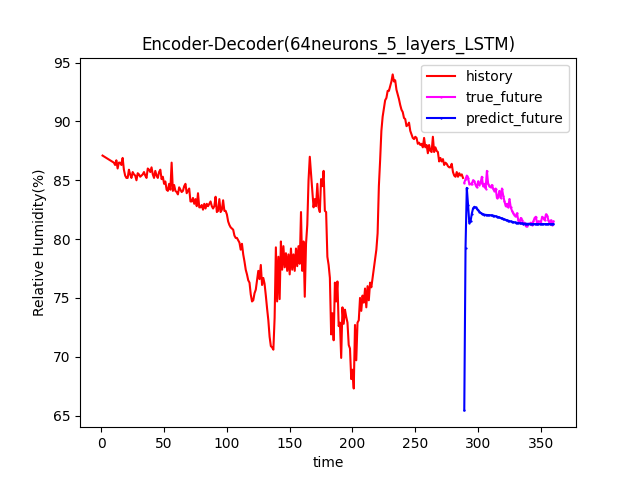 Encoder-Decoder(64neurons_5_layers_LSTM)
history
true_future
predict_future
Relative Humidity(%)
95
90
85
80
75
70
65
0
50
100
150
200
250
300
350
time